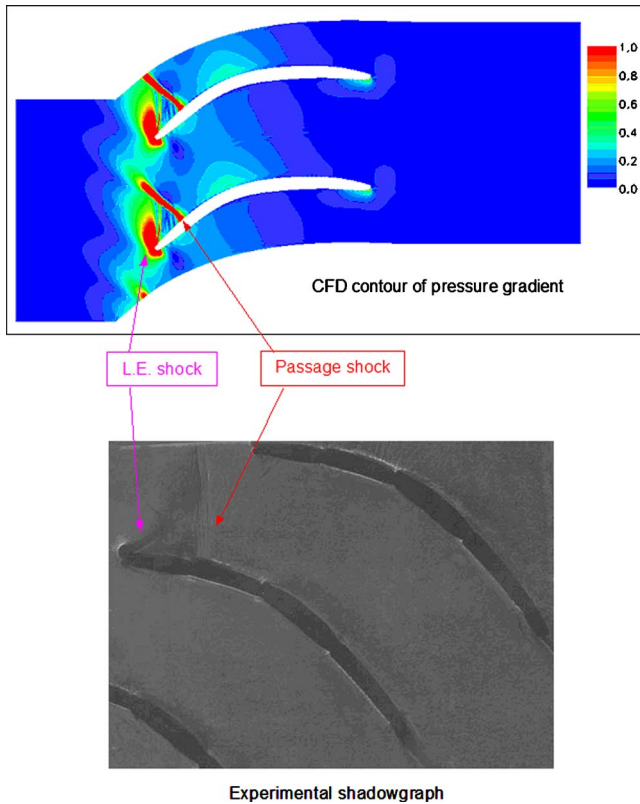 1.0
0.8
0.6
0.4
0.2
0.0
CFD contour of pressure gradient
L.E. shock
Passage shock
Experimental shadowgraph